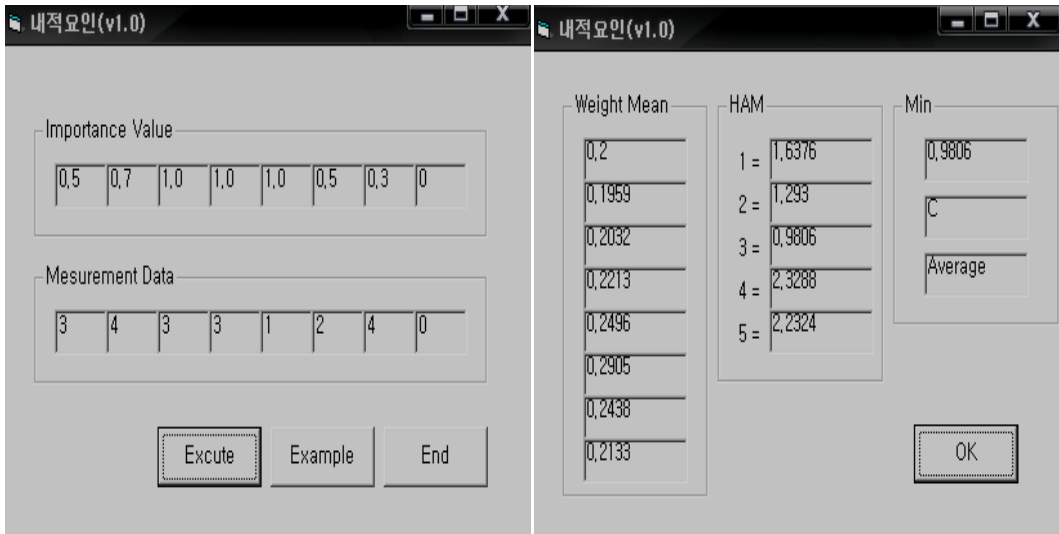 내적요인(v1.0)
Importance Value
0,5 0,7 1,0 1,0 1,0 0,5 0,3 0
Mesurement Data
3 4 3 3 1 2 4 0
Excute Example End
내적요인(v1.0)
Weight Mean
0,2
0,1959
0,2032
0,2213
0,2496
0,2905
0,2438
0,2133
HAM
1 = 1,6376
2 = 1,293
3 = 0,9806
4 = 2,3288
5 = 2,2324
Min
0,9806
C
Average
OK